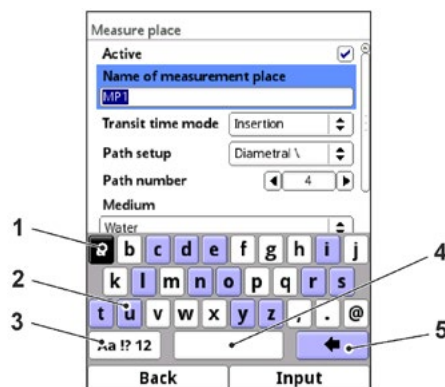 Measure place
Active
Name of measurement place
MP1
Transit time mode Insertion
Path setup Diametral \
Path number 4
Medium
Water
1
a b c d e f g h i j
k l m n o p q r s
4
2
t u v w x y z , . @
3
Aa !? 12
5
Back Input